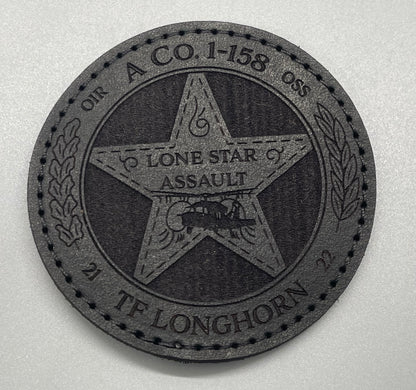 A CO. 1-158
OIR
OSS
LONE STAR
ASSAULT
21
22
TF LONGHORN